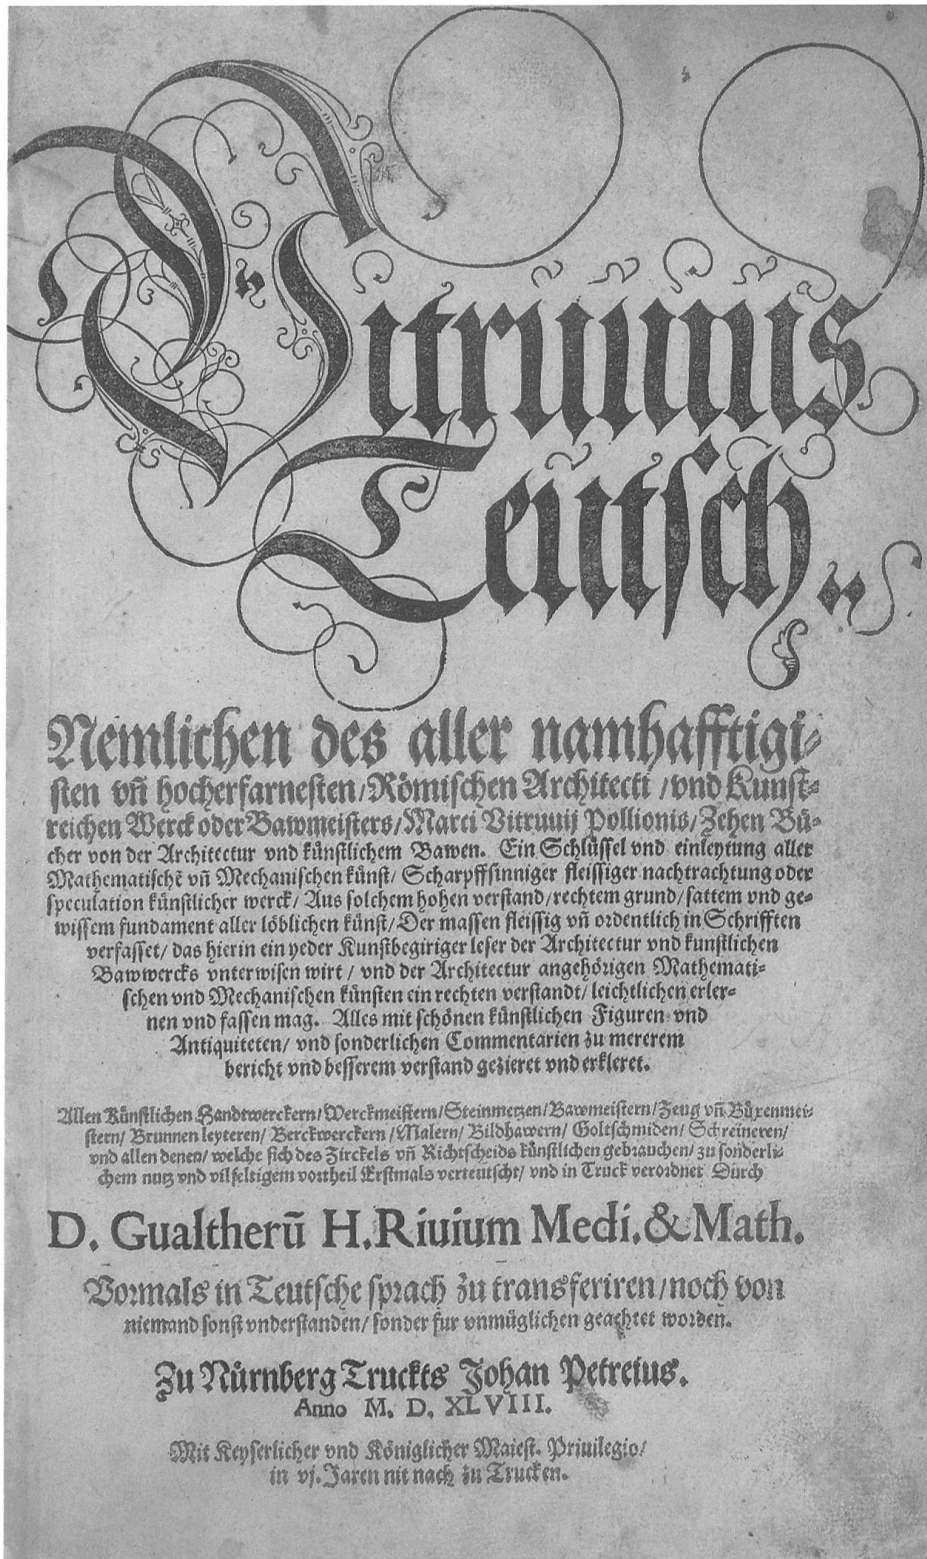 Vitruuius
Teutsch..
Nemlichen des aller namhafftigi-
sten vñ hocherfarnesten/Römischen Architecti /vnd Kunst-
reichen Werck oder Bawmeisters/Marci Vitruuij Pollionis/Zehen Bü-
cher von der Architectur vnd künstlichem Bawen. Ein Schlüssel vnd einleytung aller
Mathematischẽ vñ Mechanischen künst/ Scharpffsinniger fleissiger nachtrachtung oder
speculation künstlicher werck/ Aus solchem hohen verstand/rechtem grund/sattem vnd ge-
wissem fundament aller löblichen künst/ Der massen fleissig vñ ordentlich in Schrifften
verfasset/ das hierin ein yeder Kunstbegiriger leser der Architectur vnd kunstlichen
Bawwercks vnterwisen wirt / vnd der Architectur angehörigen Mathemati-
schen vnd Mechanischen künsten ein rechten verstandt/ leichtlichen erler-
nen vnd fassen mag. Alles mit schönen künstlichen Figuren vnd
Antiquiteten/ vnd sonderlichen Commentarien zu mererem
bericht vnd besserem verstand gezieret vnd erkleret.
Allen Künstlichen Handtwerckern/Werckmeistern/Steinmetzen/Bawmeistern/Zeug vñ Büxenmei-
stern/ Brunnen leyteren/ Berckwerckern /Malern/ Bildhawern/ Goltschmiden/ Schreineren/
vnd allen denen/ welche sich des Zirckels vñ Richtscheids künstlichen gebrauchen/ zu sonderli-
chem nutz vnd vilfeltigem vortheil Erstmals verteutscht/ vnd in Truck verordnet Durch
D. Gualtherũ H.Riuium Medi.&Math.
Vormals in Teutsche sprach zu transferiren/noch von
niemand sonst vnderstanden/ sonder fur vnmüglichen geachtet worden.
Zu Nürnberg Truckts Johan Petreius.
Anno M. D. XLVIII.
Mit Keyserlicher vnd Königlicher Maiest. Priuilegio/
in vj. Jaren nit nach zu Trucken.